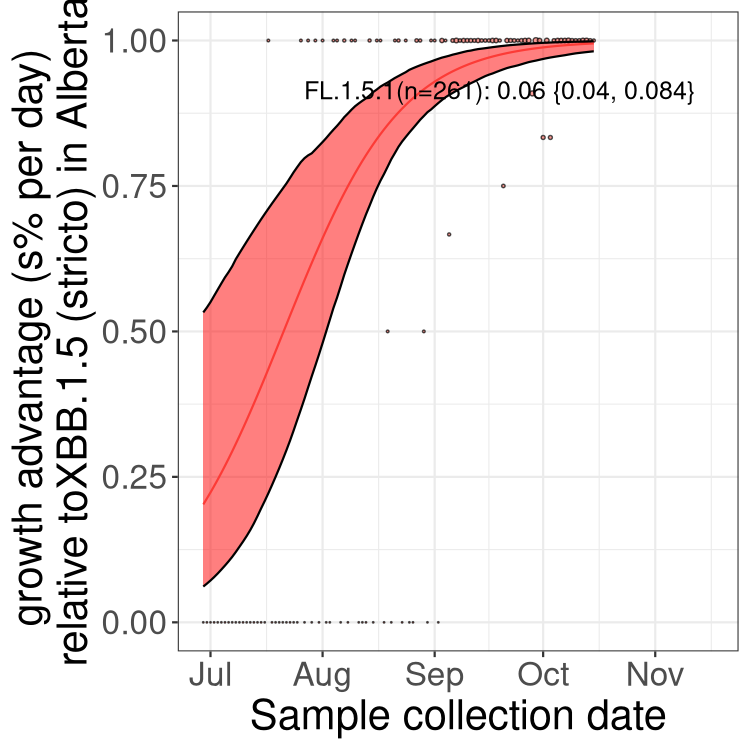 growth advantage (s% per day)
relative toXBB.1.5 (stricto) in Alberta
1.00
0.75
0.50
0.25
0.00
FL.1.5.1(n=261): 0.06 {0.04, 0.084}
Jul Aug Sep Oct Nov
Sample collection date